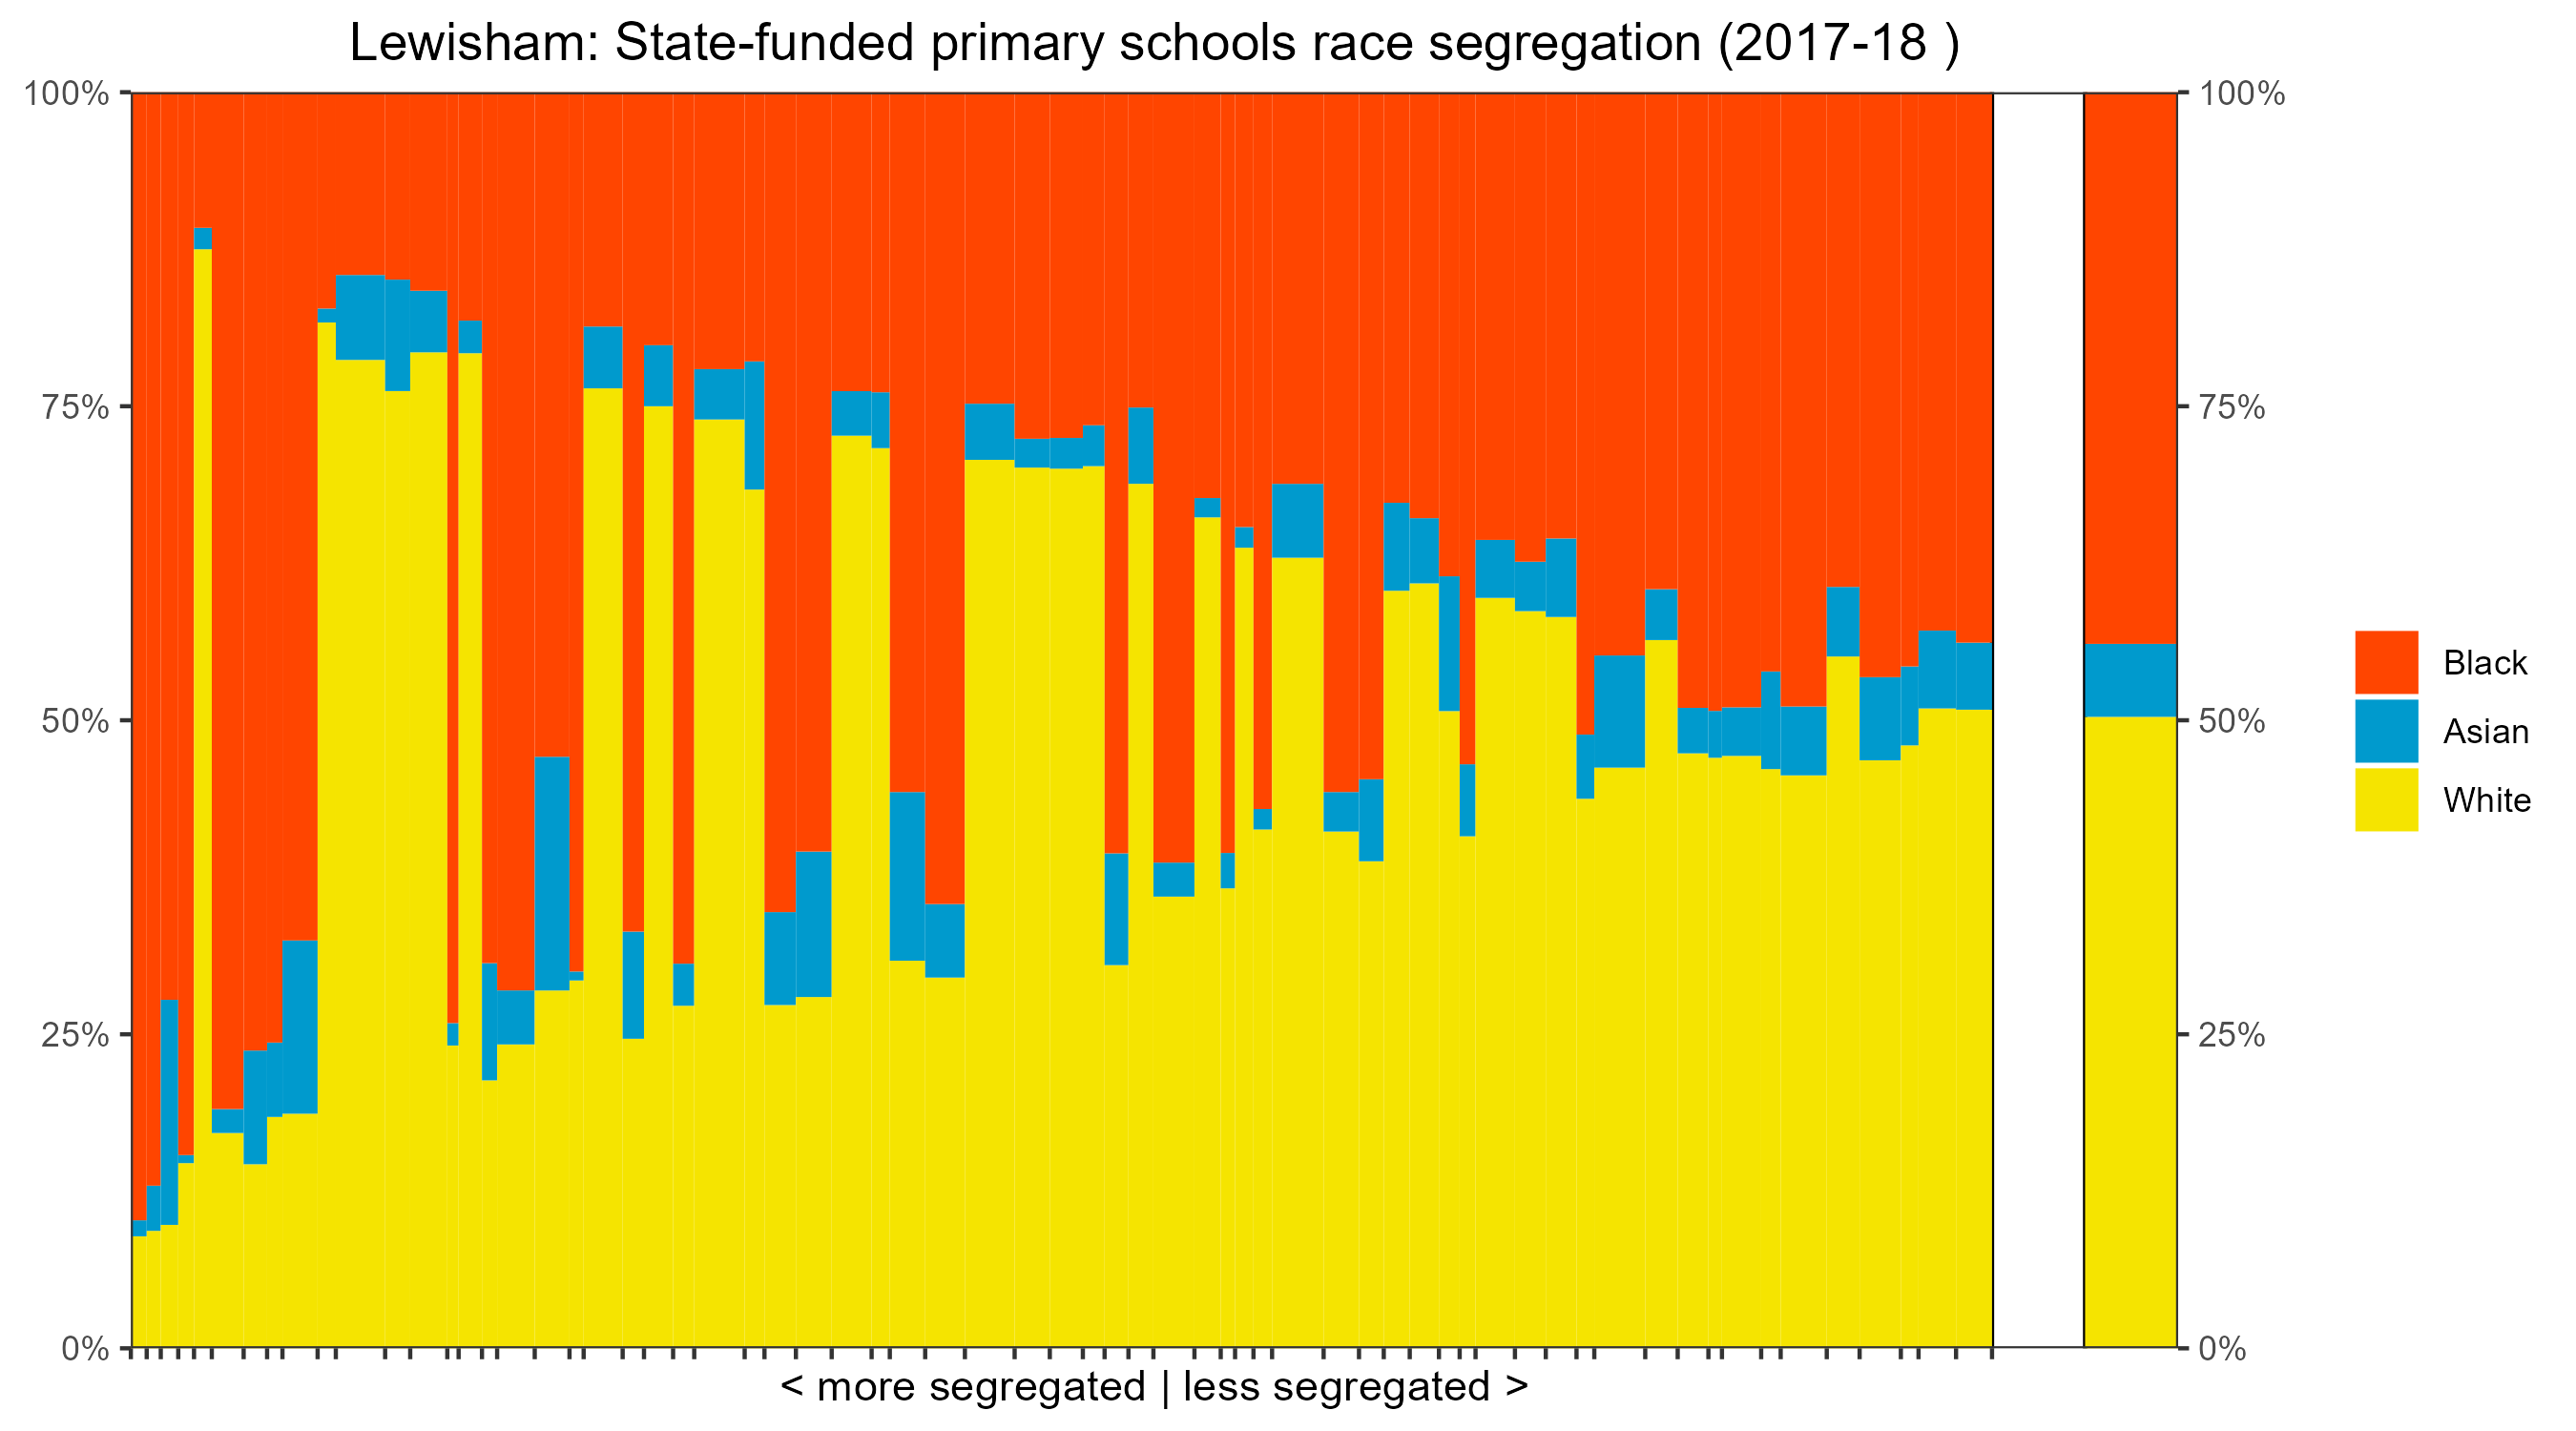 Lewisham: State-funded primary schools race segregation (2017-18 )
100%
75%
50%
25%
0%
100%
75%
50%
25%
0%
< more segregated | less segregated >
Black
Asian
White